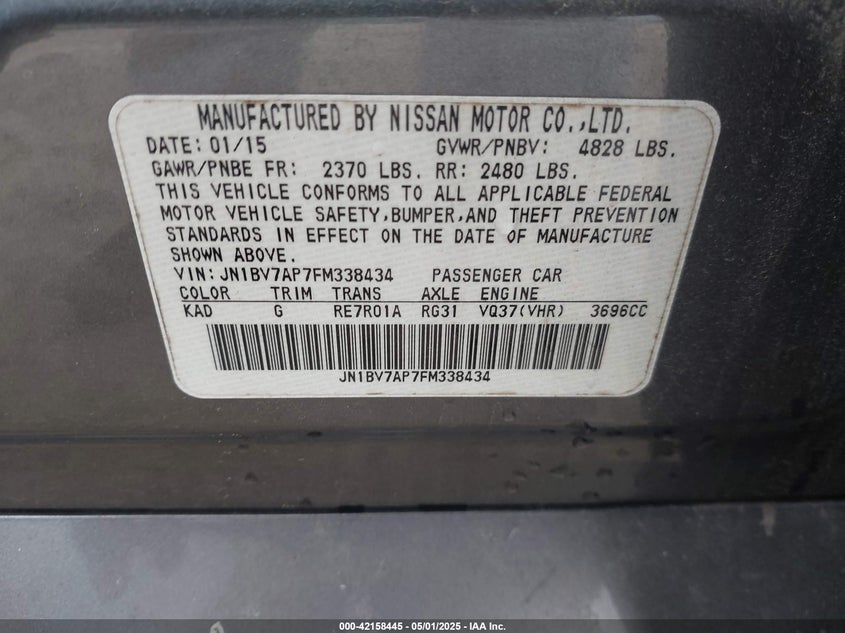 MANUFACTURED BY NISSAN MOTOR CO.,LTD.
DATE: 01/15 GVWR/PNBV: 4828 LBS.
GAWR/PNBE FR: 2370 LBS. RR: 2480 LBS.
THIS VEHICLE CONFORMS TO ALL APPLICABLE FEDERAL
MOTOR VEHICLE SAFETY,BUMPER,AND THEFT PREVENTION
STANDARDS IN EFFECT ON THE DATE OF MANUFACTURE
SHOWN ABOVE.
VIN: JN1BV7AP7FM338434 PASSENGER CAR
COLOR TRIM TRANS AXLE ENGINE
KAD G RE7R01A RG31 VQ37(VHR) 3696CC
JN1BV7AP7FM338434
000-42158445 - 05/01/2025 - IAA Inc.